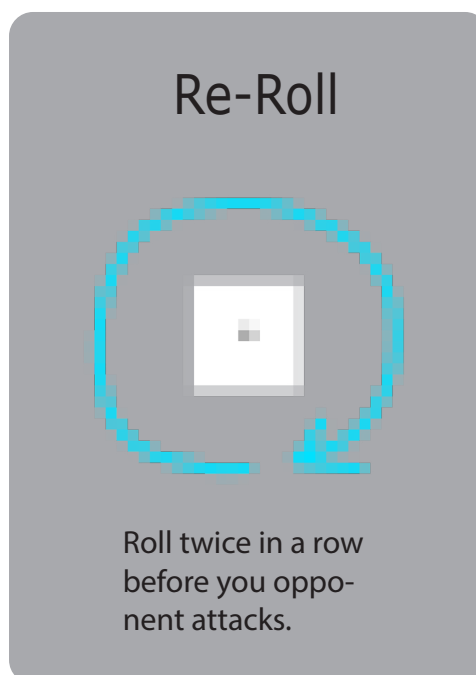 Re-Roll
Roll twice in a row
before you oppo-
nent attacks.